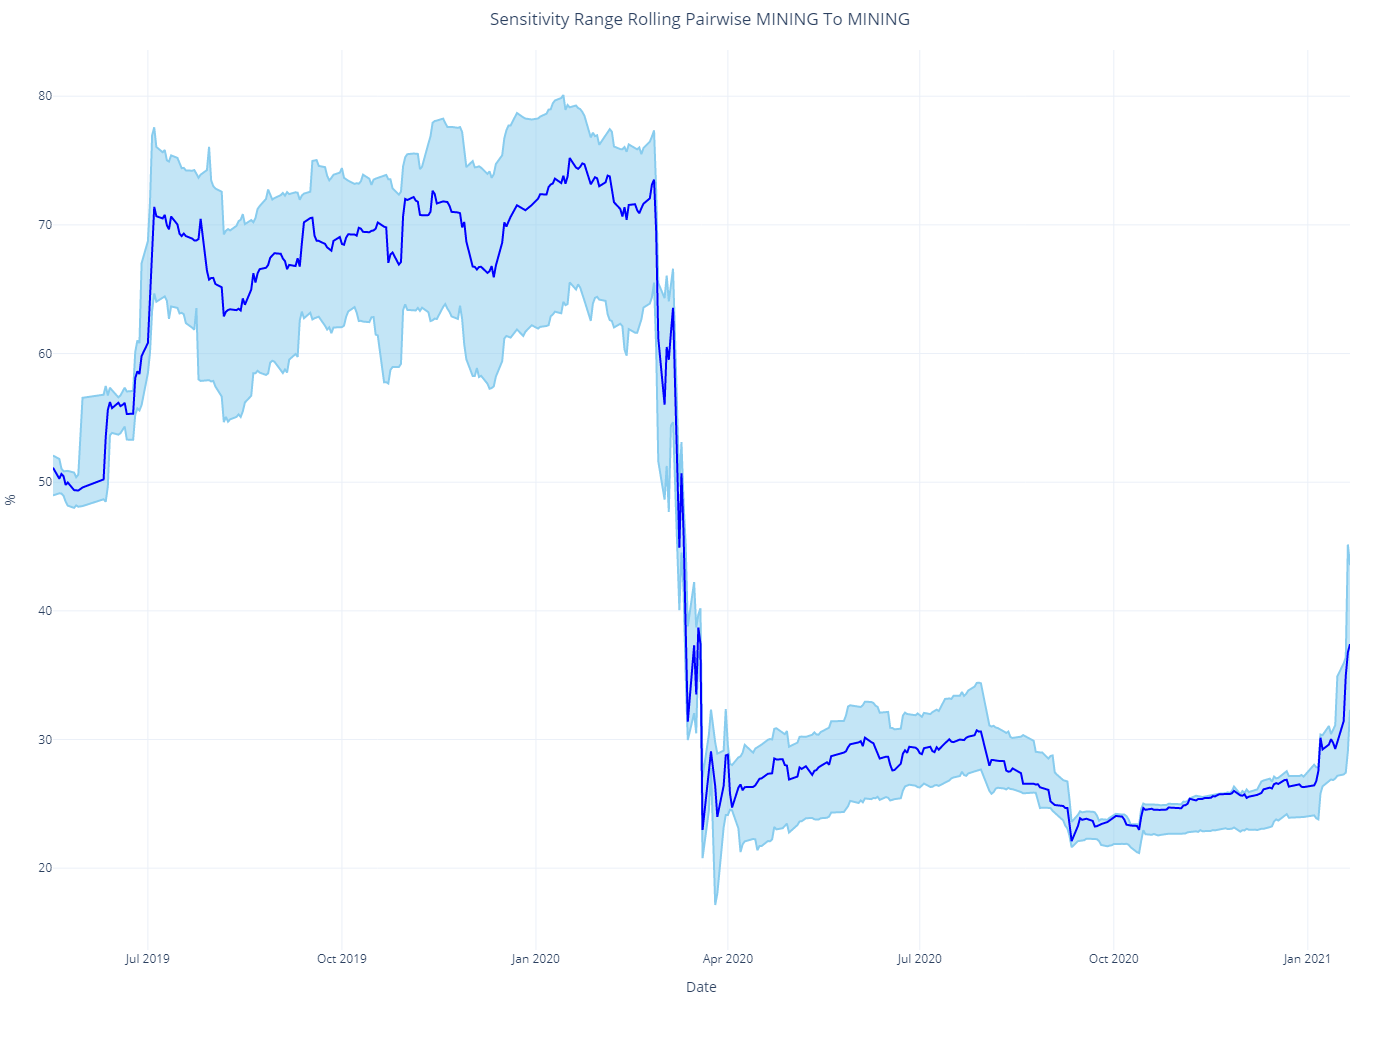 Sensitivity Range Rolling Pairwise MINING To MINING
80
70
60
50
40
30
20
%
Jul 2019
Oct 2019
Jan 2020
Apr 2020
Jul 2020
Oct 2020
Jan 2021
Date